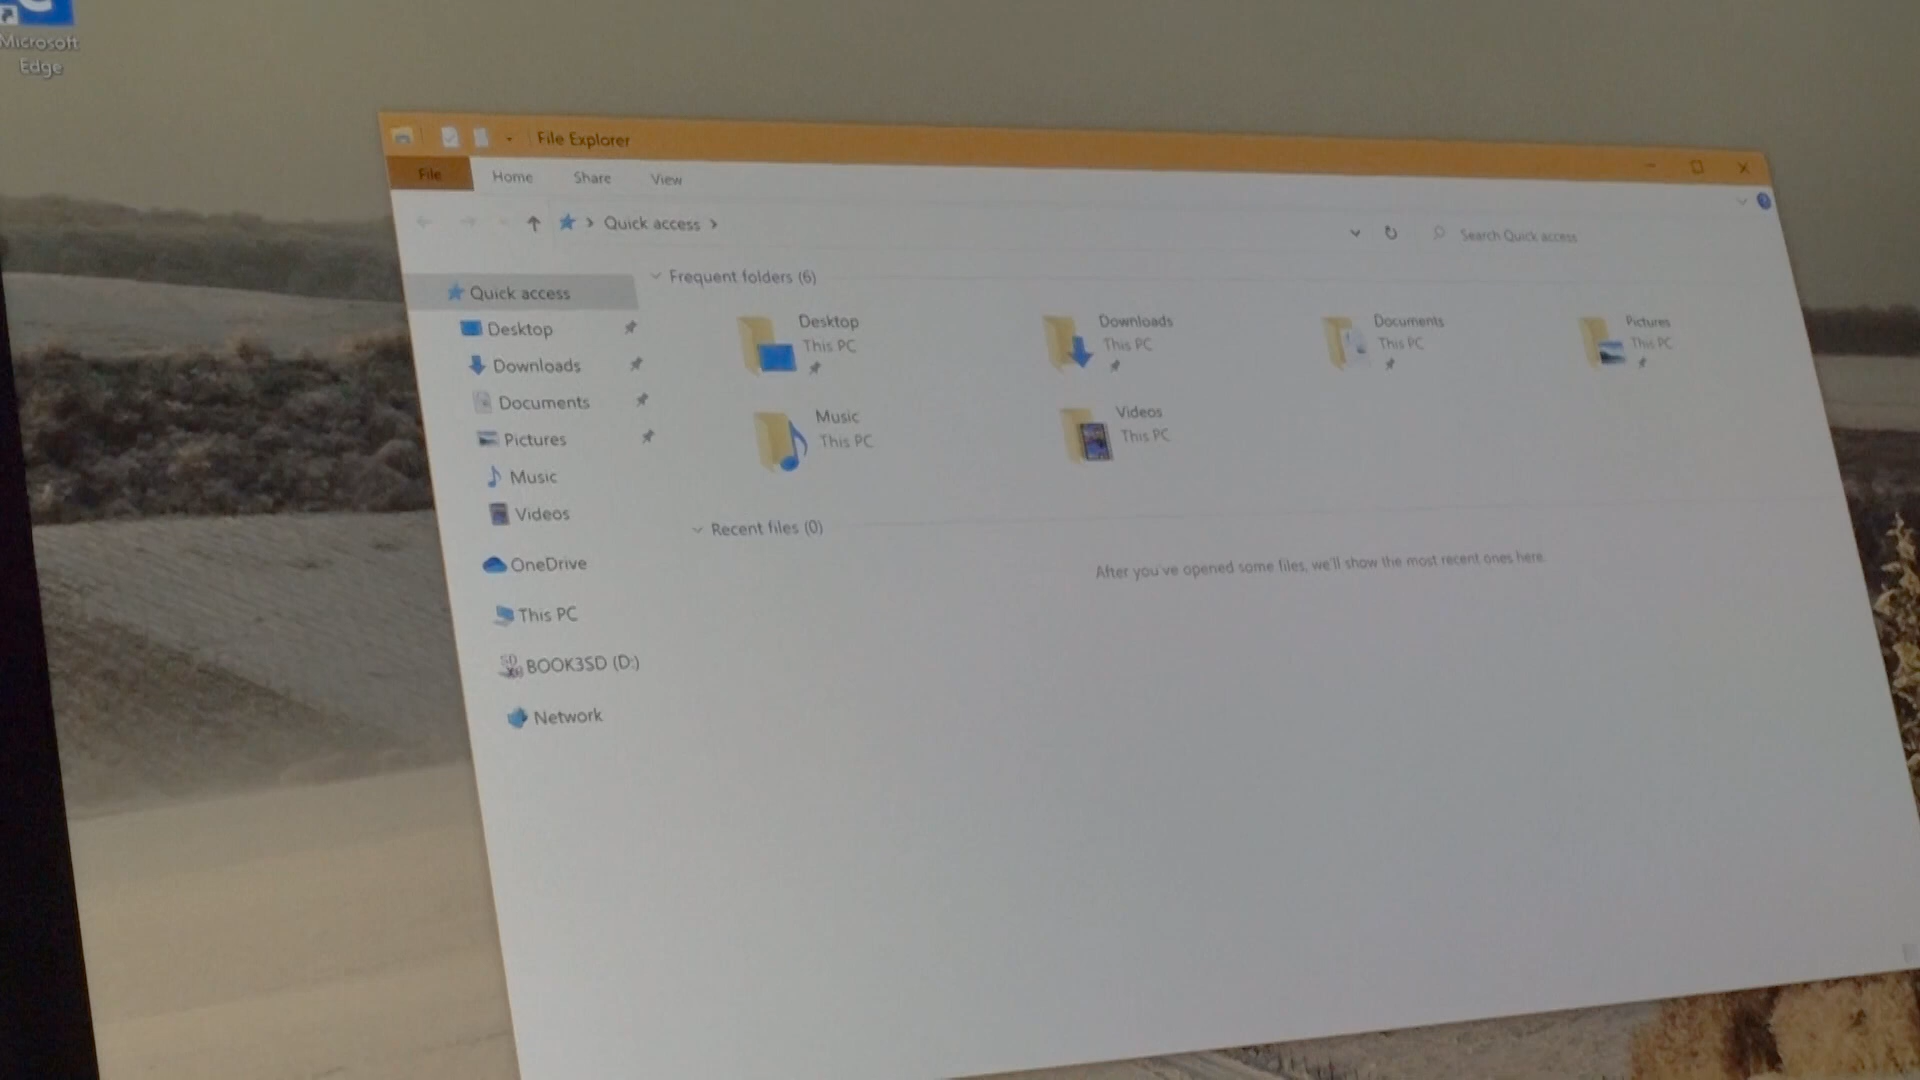 Microsoft
Edge
File Explorer
File Home Share View
Quick access
Search Quick access
Quick access
Desktop
Downloads
Documents
Pictures
Music
Videos
OneDrive
This PC
BOOK3SD (D:)
Network
Frequent folders (6)
Desktop
This PC
Downloads
This PC
Documents
This PC
Pictures
This PC
Music
This PC
Videos
This PC
Recent files (0)
After you've opened some files, we'll show the most recent ones here.